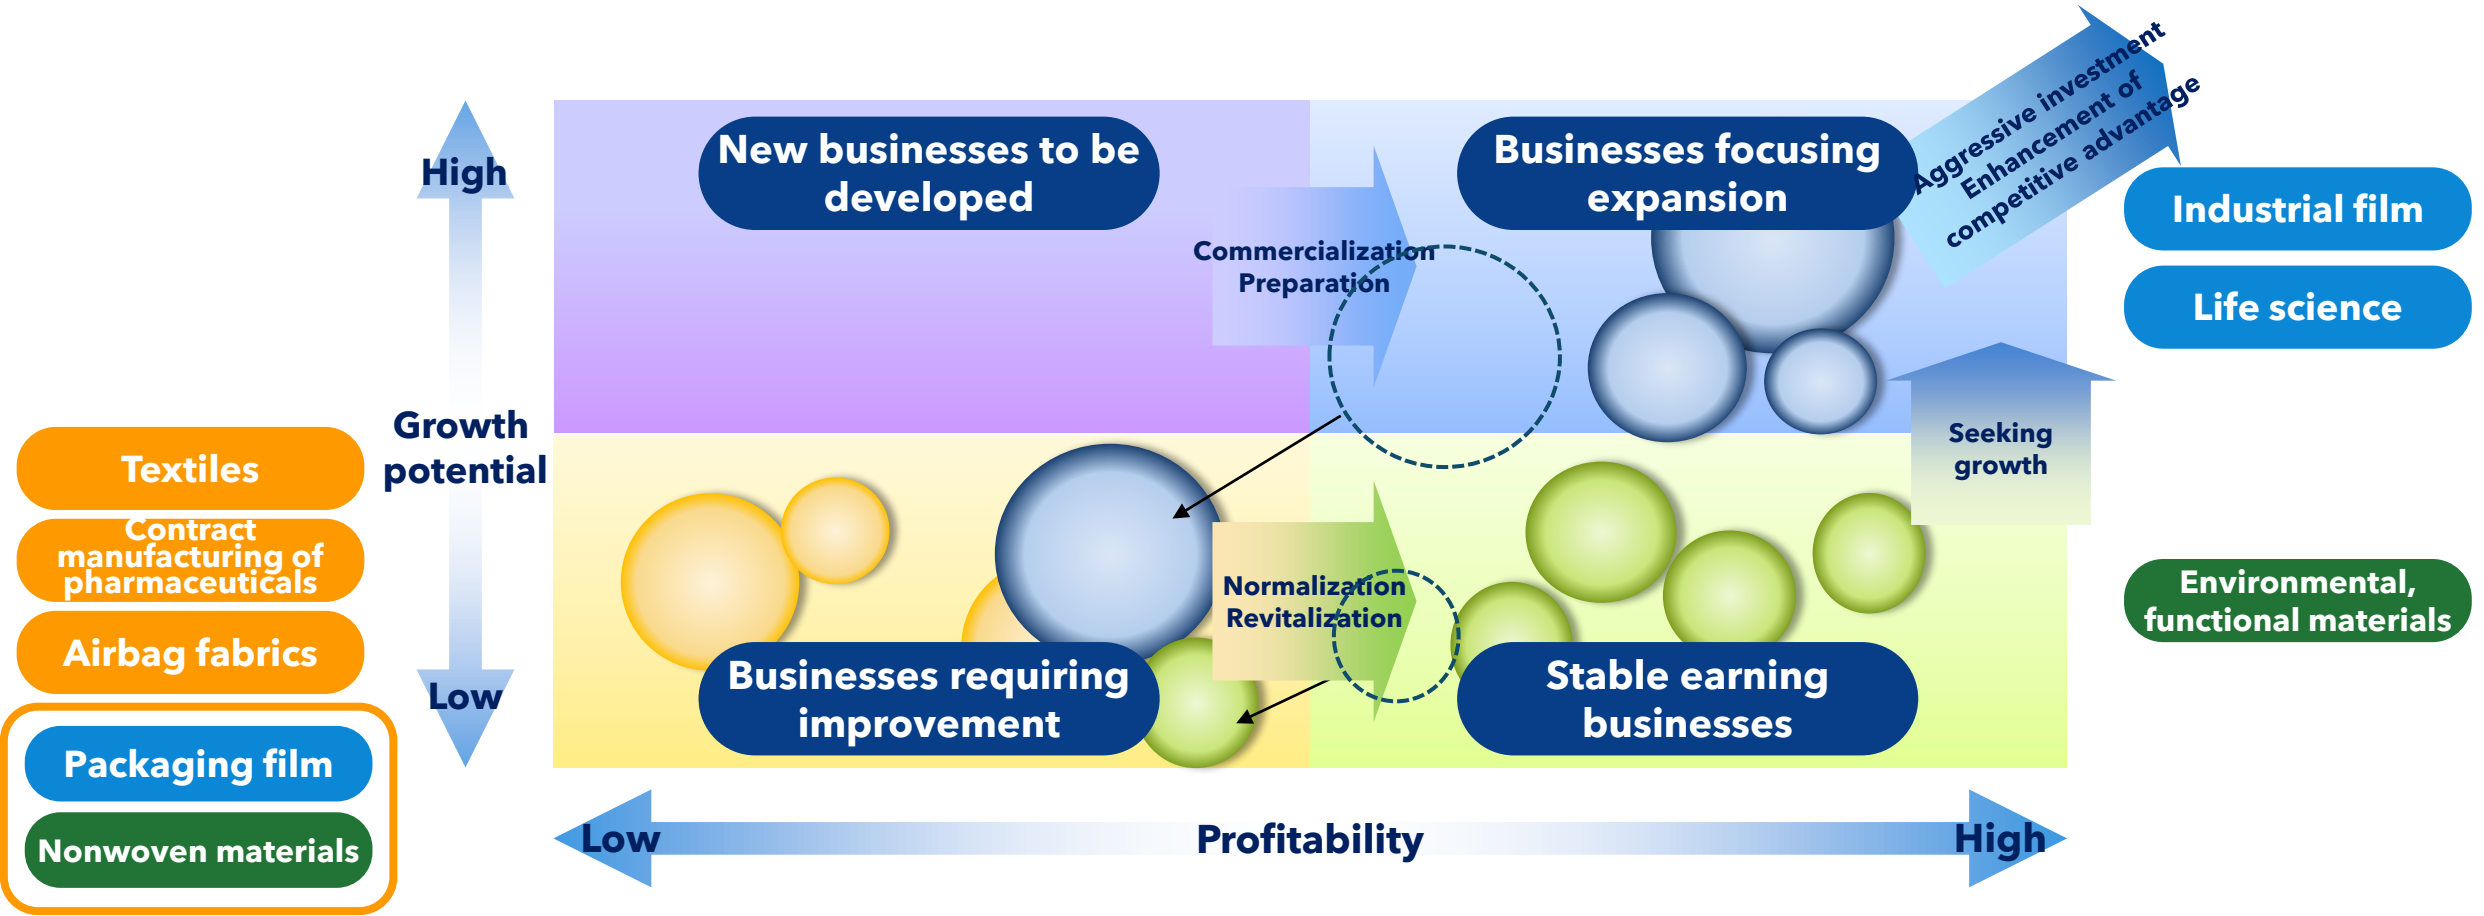 Aggressive investment
Enhancement of
competitive advantage
High
New businesses to be
developed
Businesses focusing
expansion
Industrial film
Life science
Commercialization
Preparation
Growth
potential
Seeking
growth
Textiles
Contract
manufacturing of
pharmaceuticals
Airbag fabrics
Normalization
Revitalization
Environmental,
functional materials
Low
Businesses requiring
improvement
Stable earning
businesses
Packaging film
Nonwoven materials
Low
Profitability
High